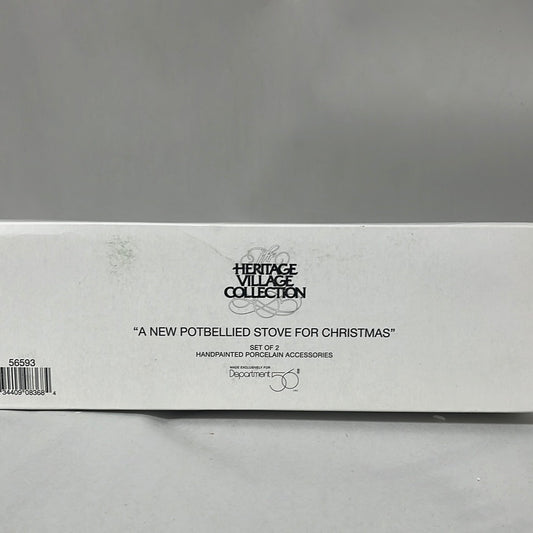 The
HERITAGE
VILLAGE
COLLECTION
"A NEW POTBELLIED STOVE FOR CHRISTMAS"
SET OF 2
HANDPAINTED PORCELAIN ACCESSORIES
MADE EXCLUSIVELY FOR
Department 56
56593
34409 08368 4